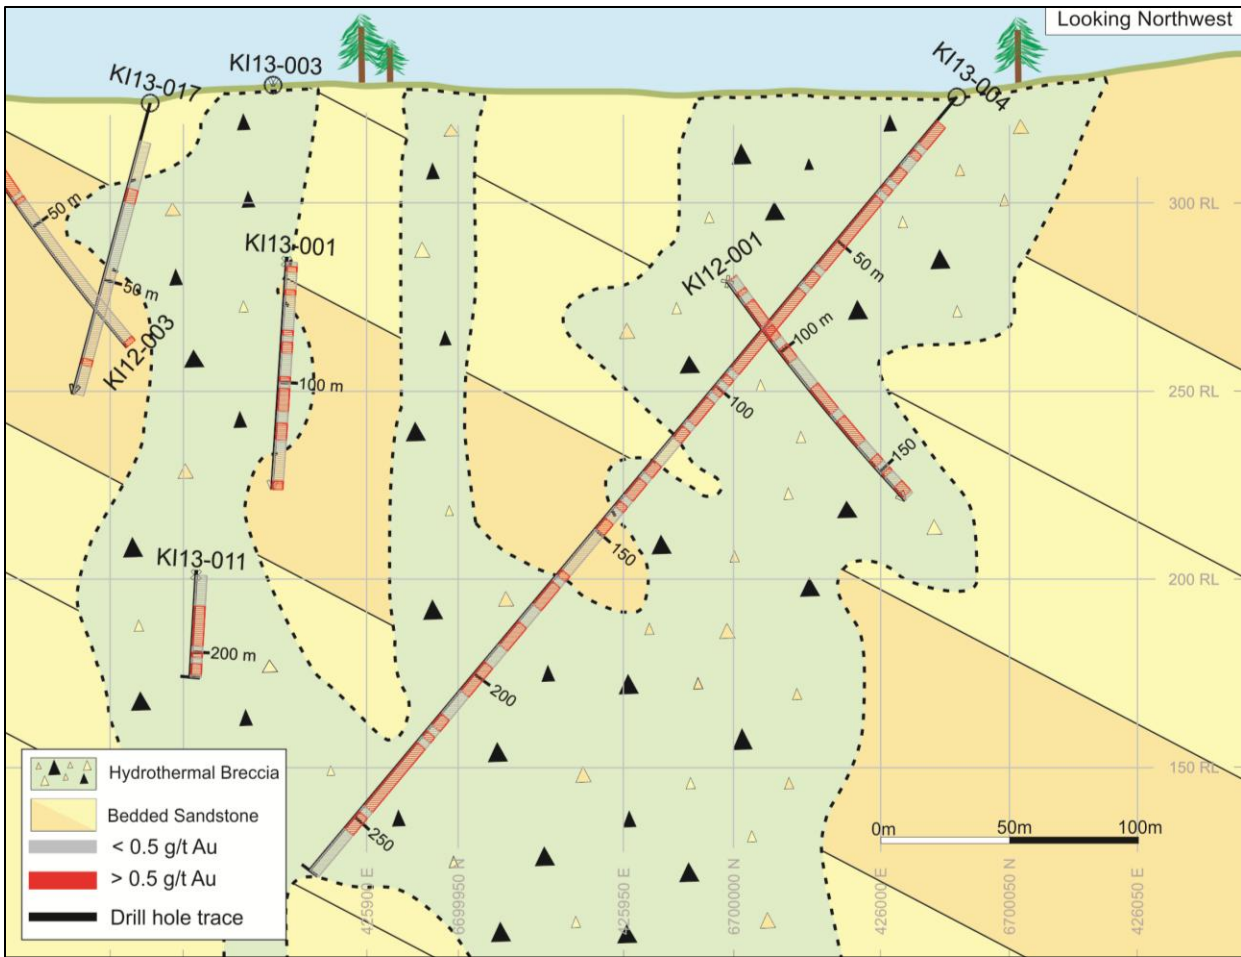 Looking Northwest
KI13-017
KI13-003
KI13-004
50 m
50 m
KI12-003
KI13-001
100 m
KI12-001
50 m
100 m
100
150
150
KI13-011
200 m
200
250
300 RL
250 RL
200 RL
150 RL
Hydrothermal Breccia
Bedded Sandstone
< 0.5 g/t Au
> 0.5 g/t Au
Drill hole trace
0m
50m
100m
425900 E
6699950 N
425950 E
6700000 N
426000 E
6700050 N
426050 E